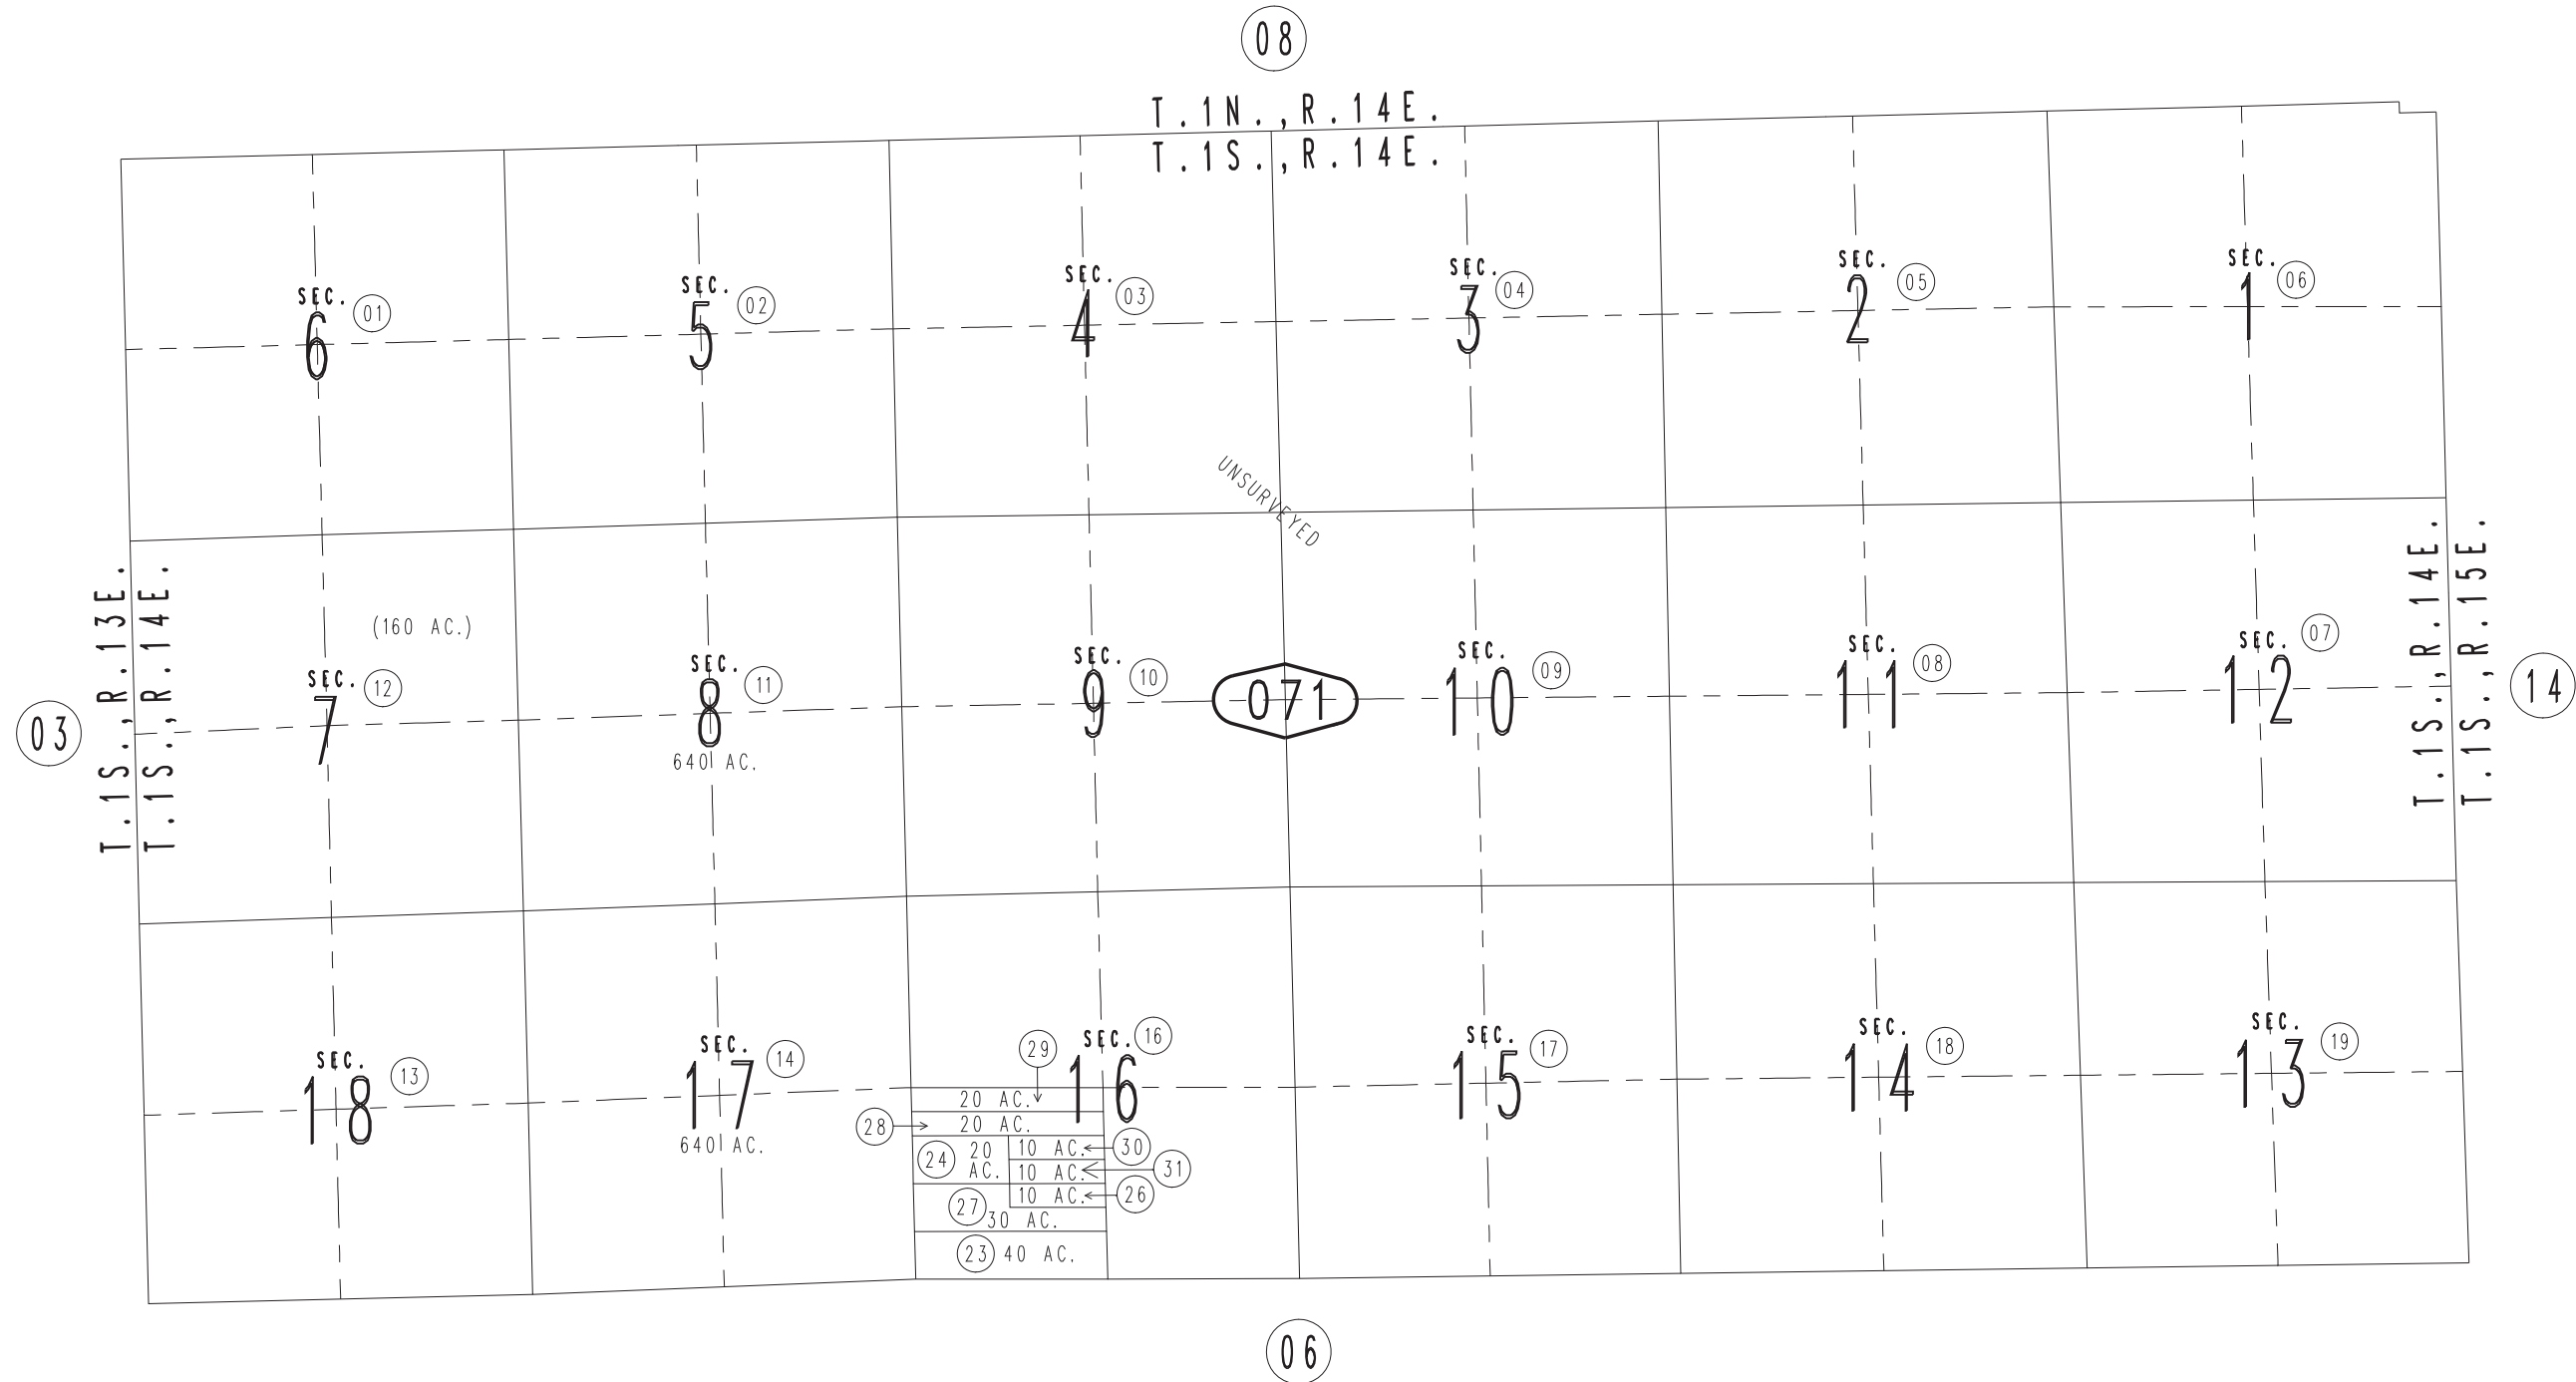 08
T.1N.,R.14E.
T.1S.,R.14E.
SEC. 6 01
SEC. 5 02
SEC. 4 03
SEC. 3 04
SEC. 2 05
SEC. 1 06
UNSURVEYED
T.1S.,R.13E.
T.1S.,R.14E.
03
(160 AC.)
SEC. 7 12
SEC. 8 11
640 AC.
SEC. 9 10
071
SEC. 10 09
SEC. 11 08
SEC. 12 07
T.1S.,R.14E.
T.1S.,R.15E.
14
SEC. 18 13
SEC. 17 14
640 AC.
SEC. 16 16
29
20 AC.
28
20 AC.
24 20 AC.
10 AC. 30
10 AC. 31
10 AC. 26
27 30 AC.
23 40 AC.
SEC. 15 17
SEC. 14 18
SEC. 13 19
06